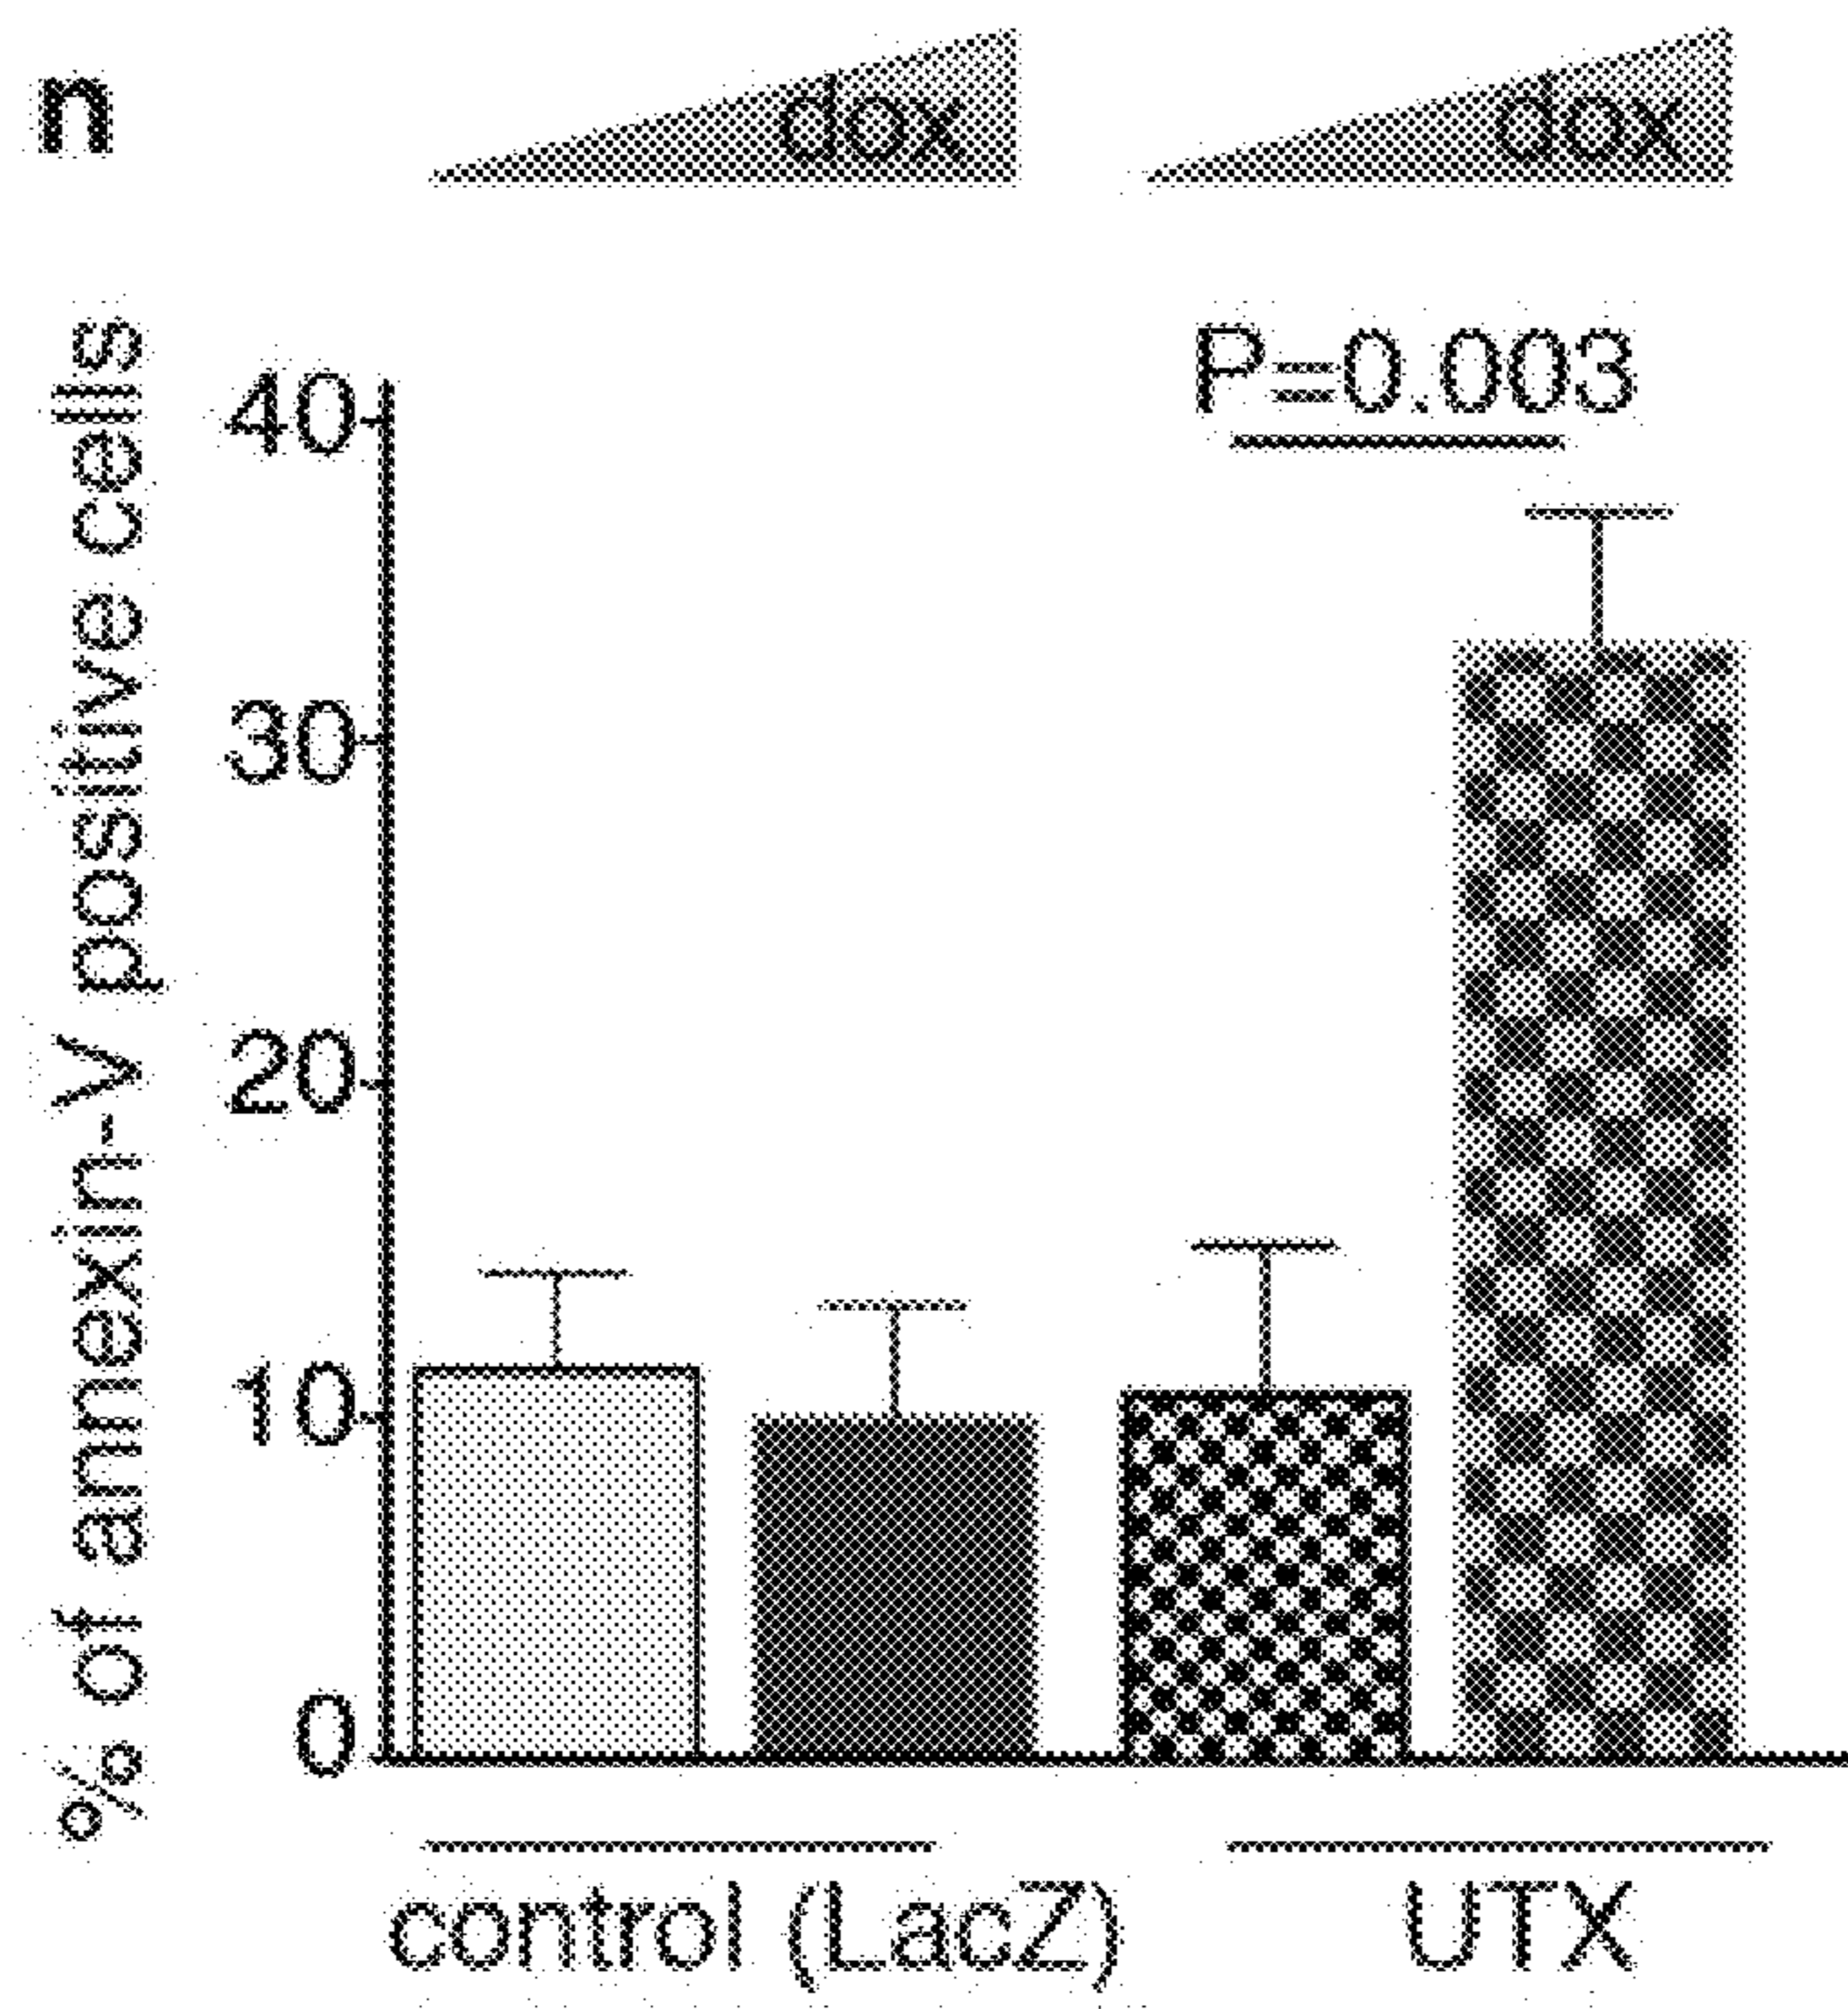 n
dox
dox
P=0.003
% of annexin-V positive cells
40
30
20
10
0
control (LacZ)
UTX